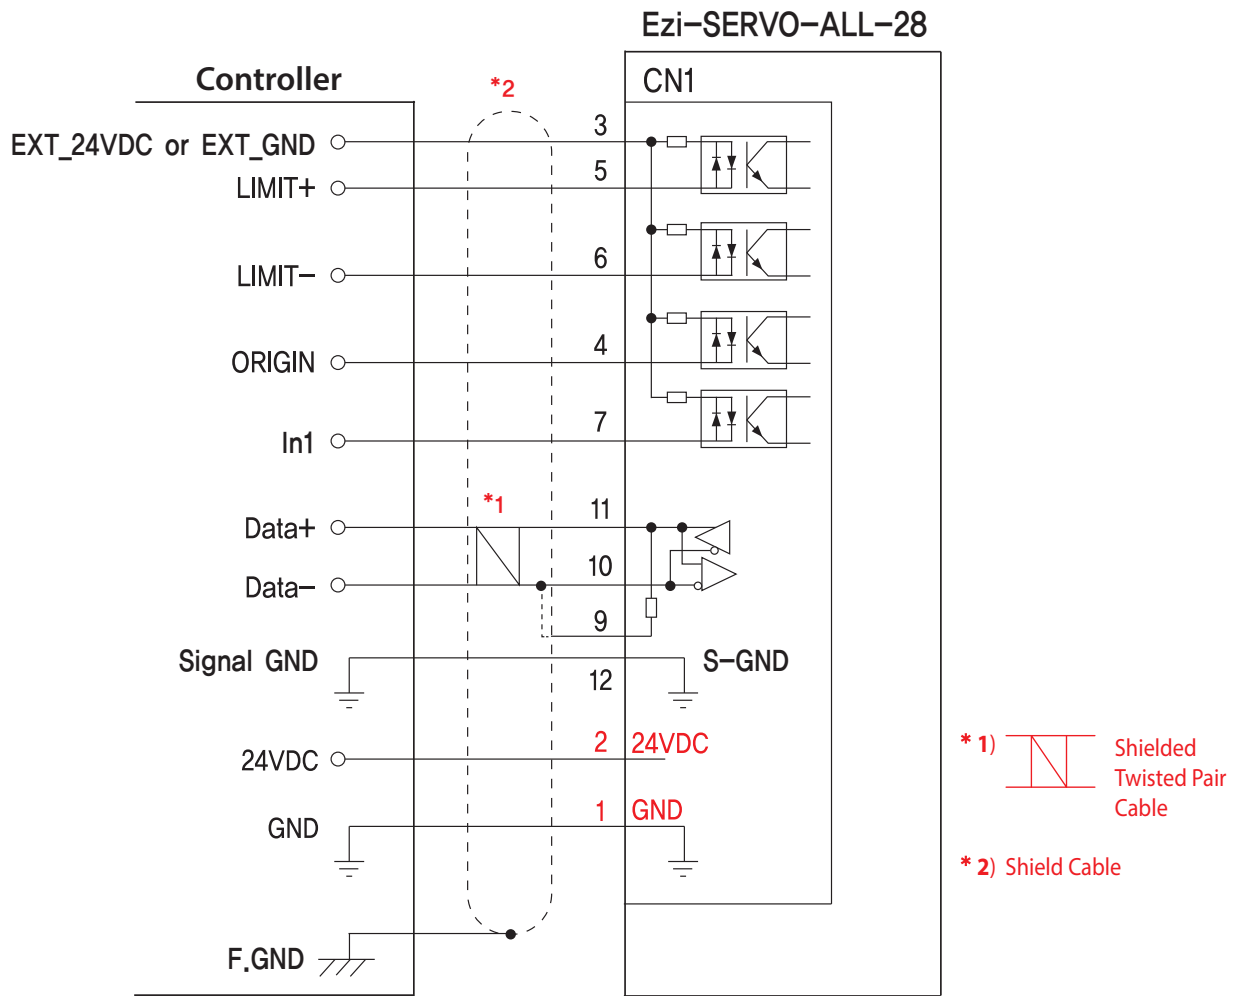 Ezi-SERVO-ALL-28
Controller
*2
CN1
EXT_24VDC or EXT_GND
3
LIMIT+
5
LIMIT-
6
ORIGIN
4
In1
7
*1
Data+
11
Data-
10
9
Signal GND
12
S-GND
24VDC
2
24VDC
GND
1
GND
F.GND
* 1) Shielded
Twisted Pair
Cable
* 2) Shield Cable